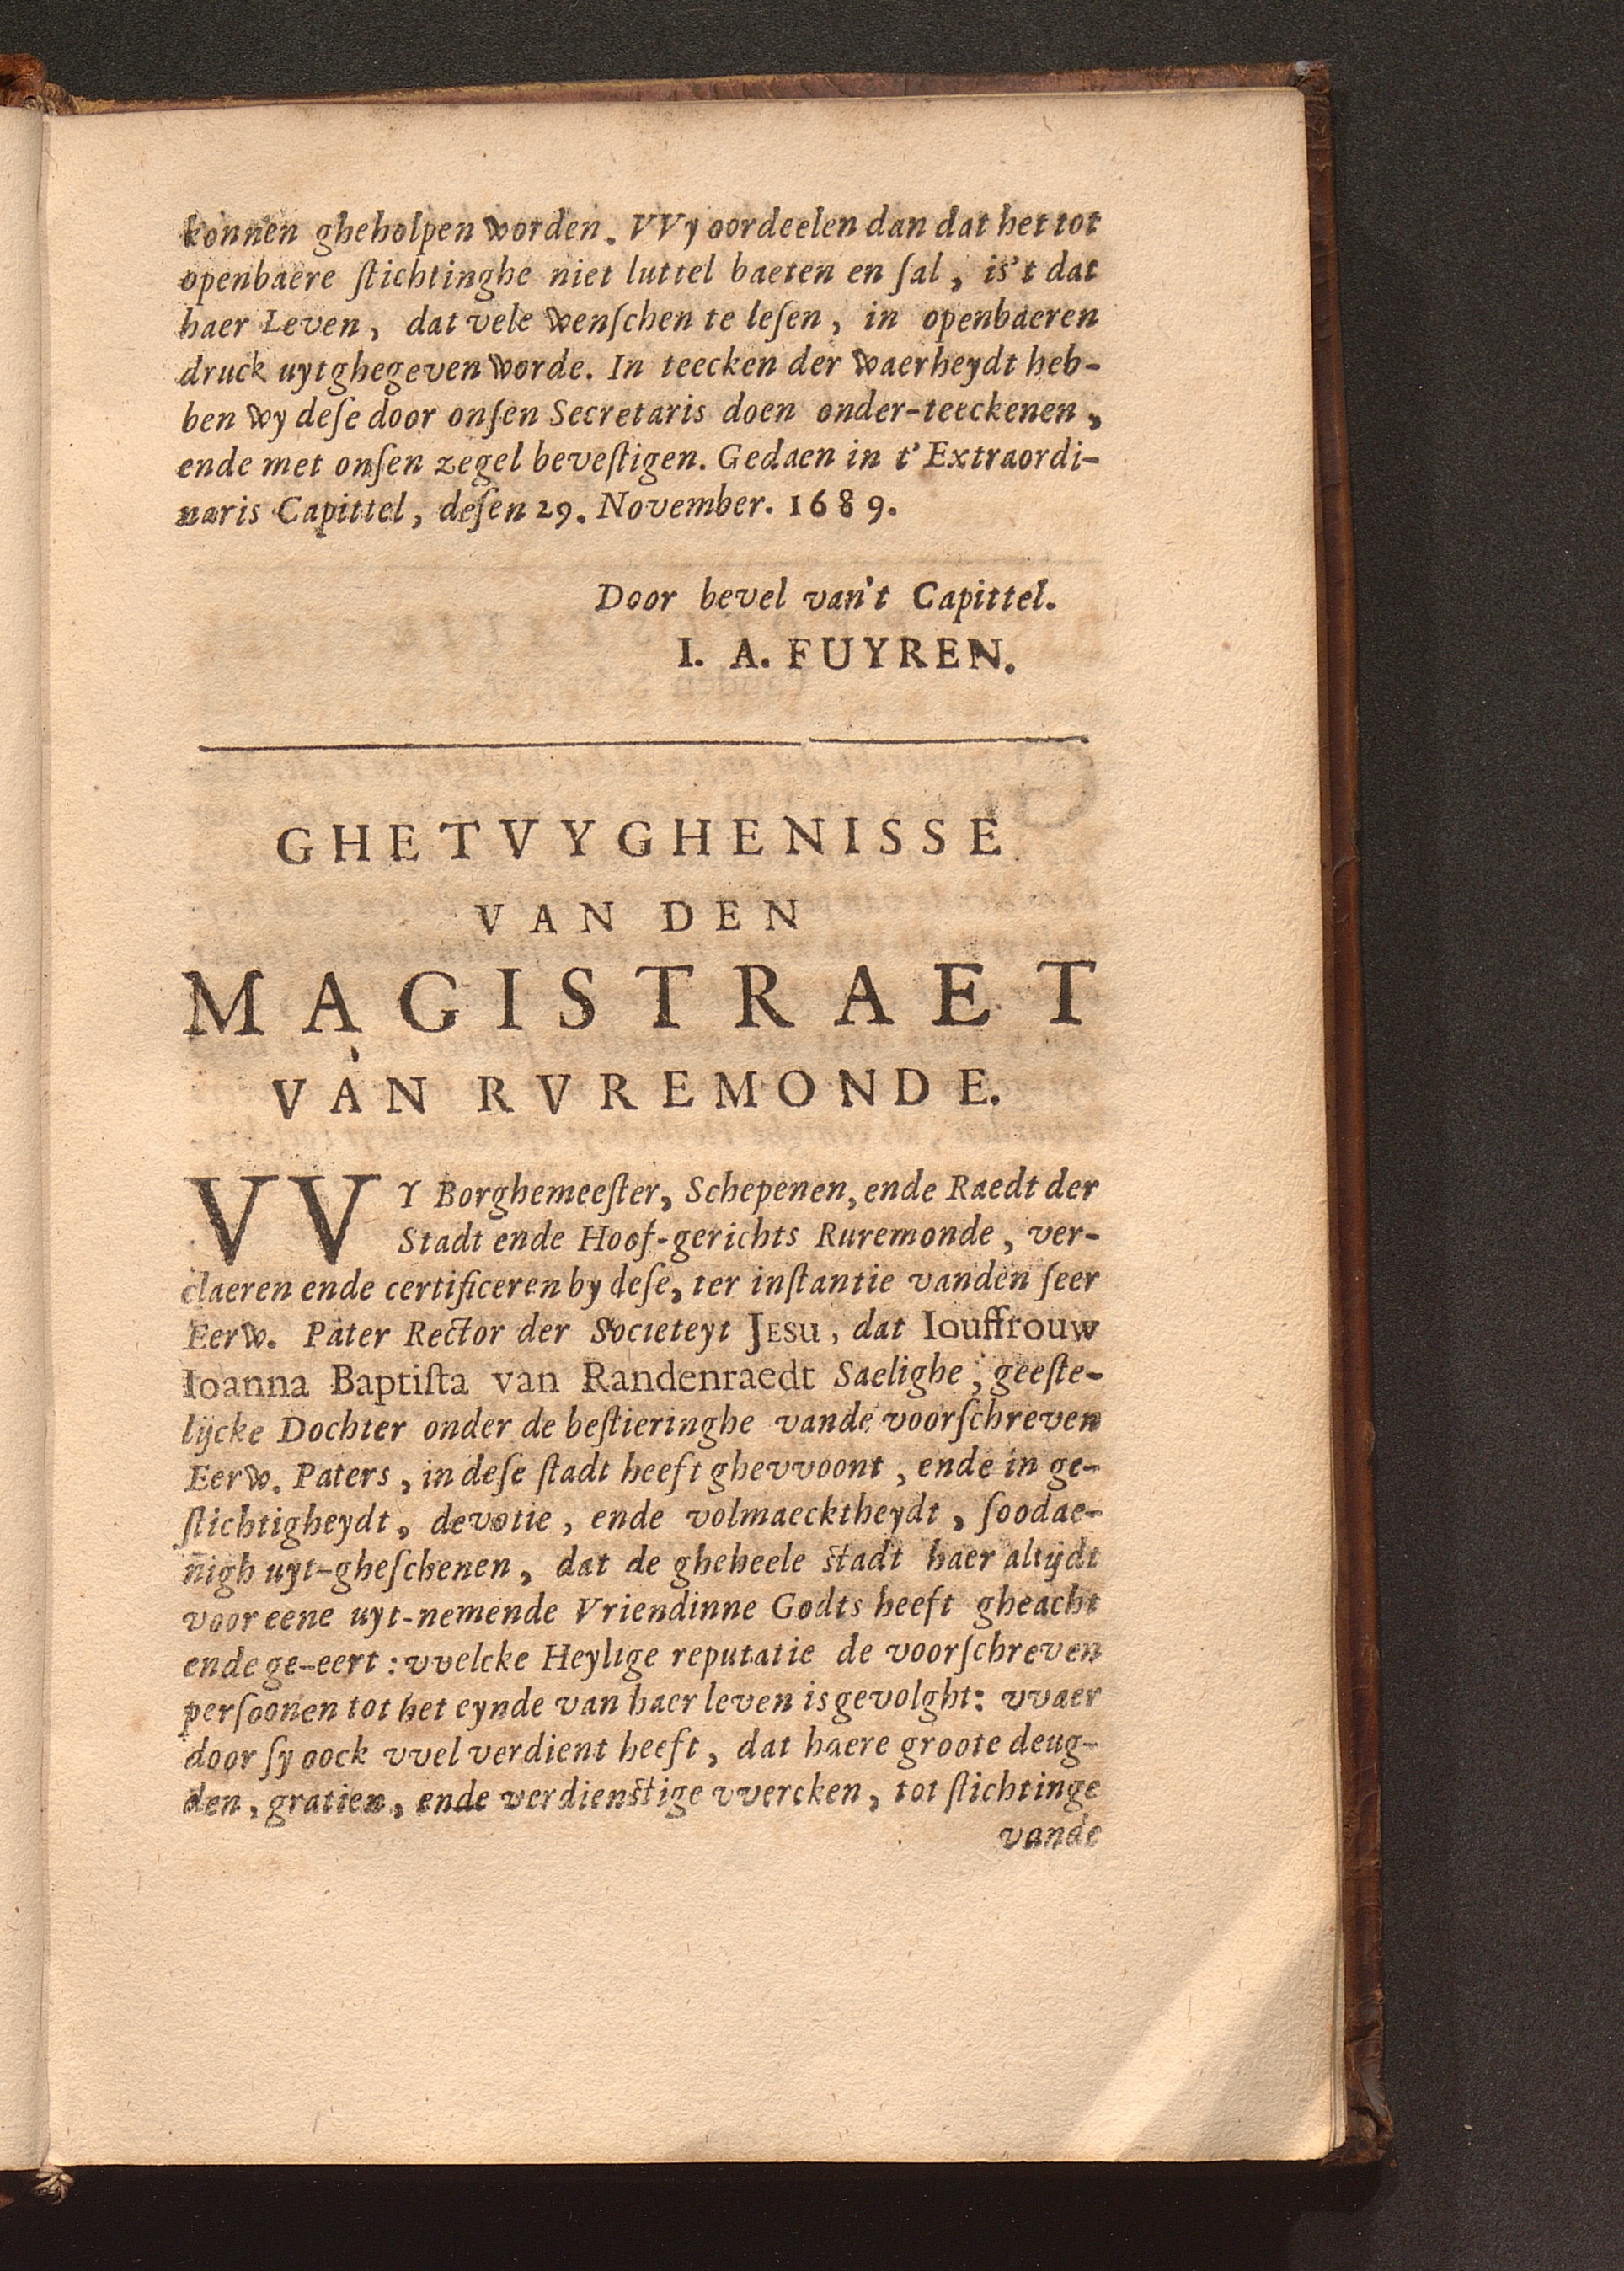 konnen gheholpen worden. VVy oordeelen dan dat het tot
openbaere ſtichtinghe niet luttel baeten en ſal, is't dat
haer Leven, dat vele wenſchen te leſen, in openbaeren
druck uytghegeven worde. In teecken der waerheydt heb-
ben wy deſe door onſen Secretaris doen onder-teeckenen,
ende met onſen zegel beveſtigen. Gedaen in t'Extraordi-
naris Capittel, deſen 29. November. 1689.
Door bevel van't Capittel.
I. A. FUYREN.
GHETVYGHENISSE
VAN DEN
MAGISTRAET
VAN RVREMONDE.
VVY Borghemeeſter, Schepenen, ende Raedt der
Stadt ende Hoof-gerichts Ruremonde, ver-
claeren ende certificeren by deſe, ter inſtantie vanden ſeer
Eerw. Pater Rector der Societeyt JESU, dat Iouffrouw
Ioanna Baptiſta van Randenraedt Saelighe, geeſte-
lijcke Dochter onder de beſtieringhe vande voorſchreven
Eerw. Paters, in deſe ſtadt heeft ghevvoont, ende in ge-
ſtichtigheydt, devotie, ende volmaecktheydt, ſoodae-
nigh uyt-gheſchenen, dat de gheheele ſtadt haer altijdt
voor eene uyt-nemende Vriendinne Godts heeft gheacht
ende ge-eert: vvelcke Heylige reputatie de voorſchreven
perſoonen tot het eynde van haer leven is gevolght: vvaer
door ſy oock vvel verdient heeft, dat haere groote deug-
den, gratien, ende verdienſtige vvercken, tot ſtichtinge
vande